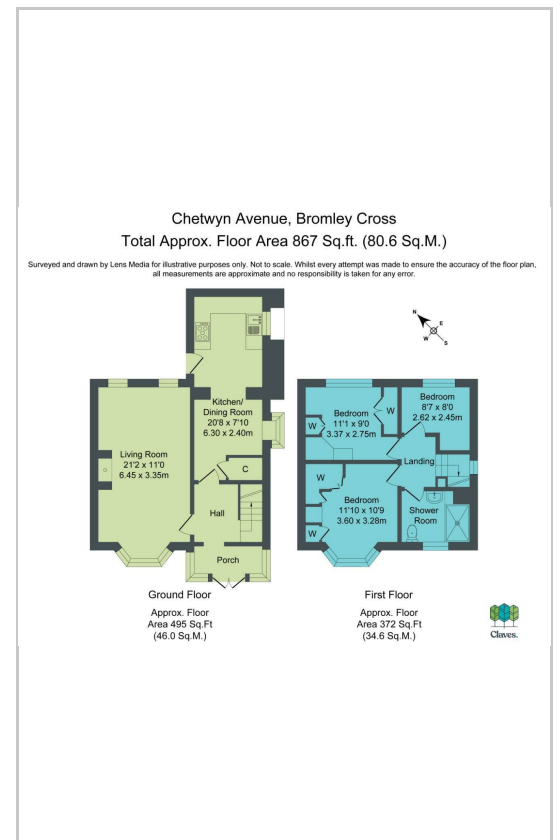 Chetwyn Avenue, Bromley Cross
Total Approx. Floor Area 867 Sq.ft. (80.6 Sq.M.)
Surveyed and drawn by Lens Media for illustrative purposes only. Not to scale. Whilst every attempt was made to ensure the accuracy of the floor plan,
all measurements are approximate and no responsibility is taken for any error.
N
E
W
S
Kitchen/
Dining Room
20'8 x 7'10
6.30 x 2.40m
Living Room
21'2 x 11'0
6.45 x 3.35m
C
Hall
Porch
Ground Floor
Approx. Floor
Area 495 Sq.Ft
(46.0 Sq.M.)
Bedroom
11'1 x 9'0
3.37 x 2.75m
W
W
Bedroom
8'7 x 8'0
2.62 x 2.45m
Landing
W
Bedroom
11'10 x 10'9
3.60 x 3.28m
W
Shower
Room
First Floor
Approx. Floor
Area 372 Sq.Ft
(34.6 Sq.M.)
Claves.